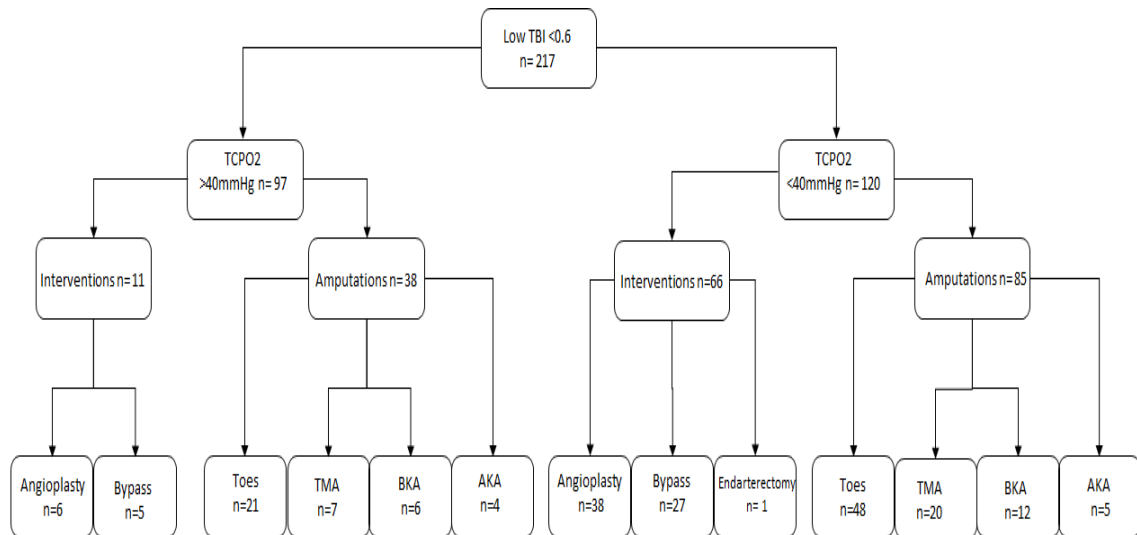 Low TBI <0.6
n= 217
TCPO2
>40mmHg n= 97
TCPO2
<40mmHg n= 120
Interventions n= 11
Amputations n= 38
Interventions n=66
Amputations n= 85
Angioplasty
n=6
Bypass
n=5
Toes
n=21
TMA
n=7
BKA
n=6
AKA
n=4
Angioplasty
n=38
Bypass
n=27
Endarterectomy
n= 1
Toes
n=48
TMA
n=20
BKA
n=12
AKA
n=5